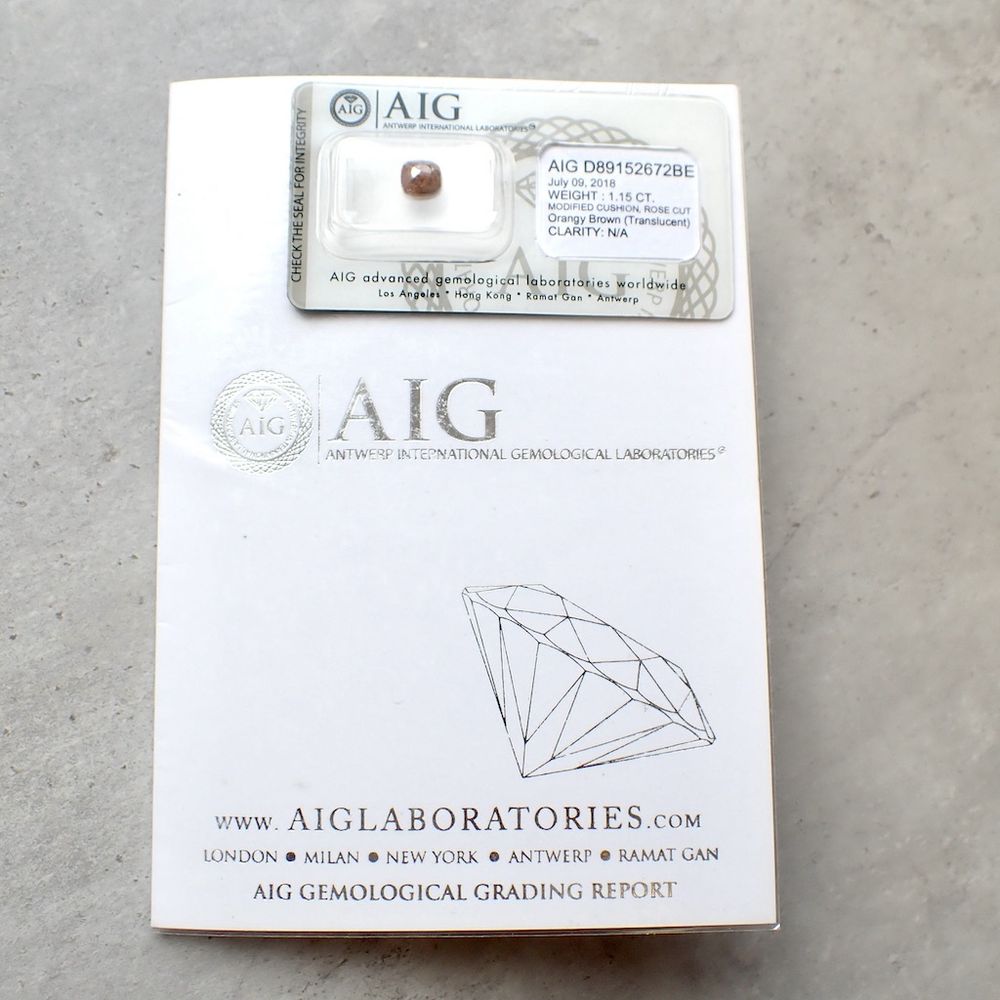 AIG
AIG
ANTWERP INTERNATIONAL LABORATORIES
CHECK THE SEAL FOR INTEGRITY
AIG D89152672BE
July 09, 2018
WEIGHT : 1.15 CT.
MODIFIED CUSHION, ROSE CUT
Orangy Brown (Translucent)
CLARITY: N/A
AIG
AIG advanced gemological laboratories worldwide
Los Angeles * Hong Kong * Ramat Gan * Antwerp
AIG
AIG
ANTWERP INTERNATIONAL GEMOLOGICAL LABORATORIES
www. AIGLABORATORIES.COM
LONDON ● MILAN ● NEW YORK ● ANTWERP ● RAMAT GAN
AIG GEMOLOGICAL GRADING REPORT